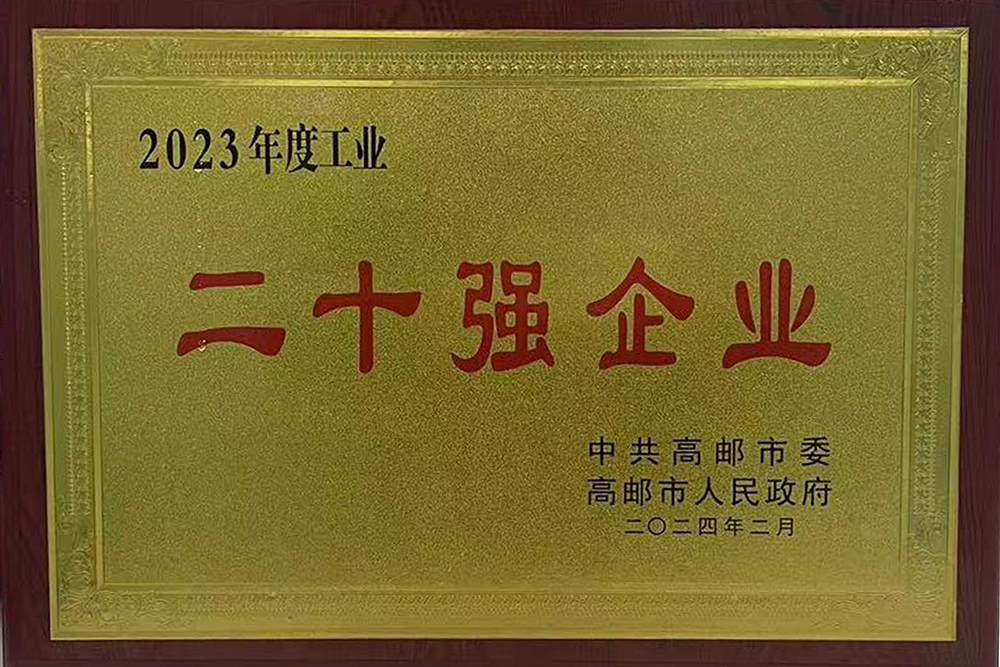 2023年度工业
二十强企业
中共高邮市委
高邮市人民政府
二〇二四年二月